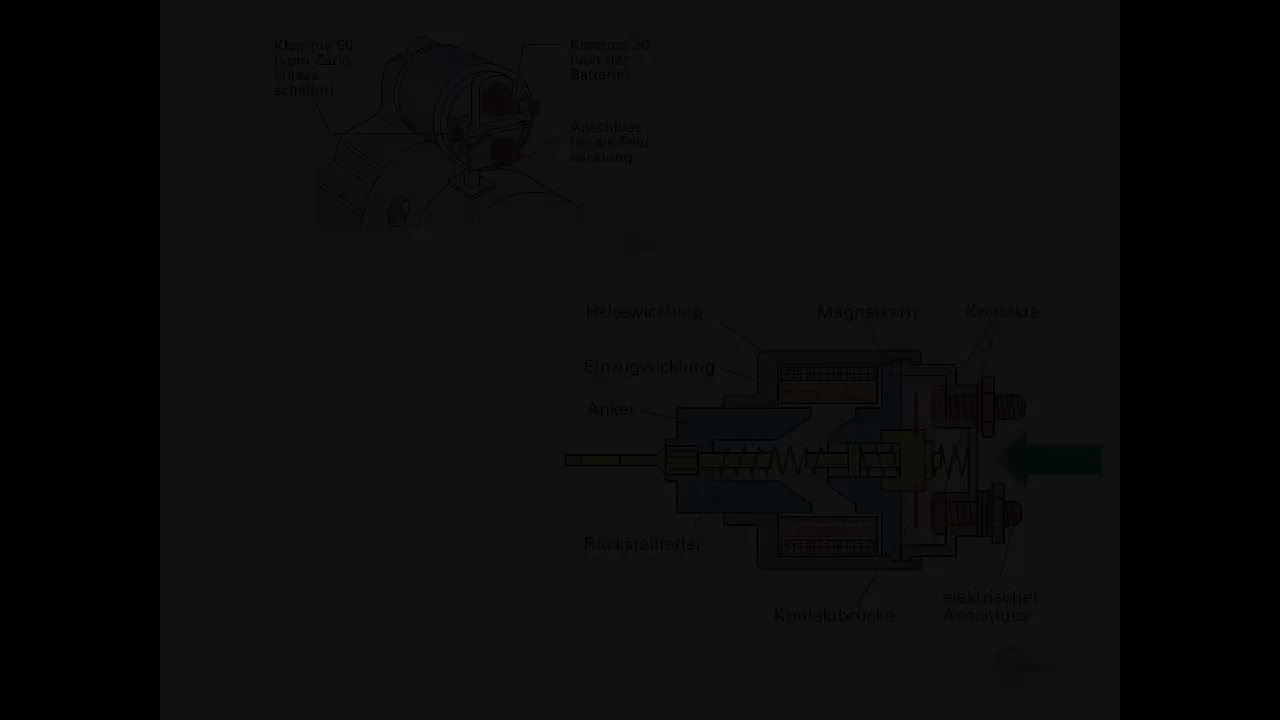 Klemme 50
(vom Zünd-
anlass-
schalter)
Klemme 30
(von der
Batterie)
Anschluss
für die Feld
wicklung
Haltewicklung
Magnetkern
Kontakte
Einzugwicklung
Anker
Rückstellfeder
Kontaktbrücke
elektrischer
Anschluss